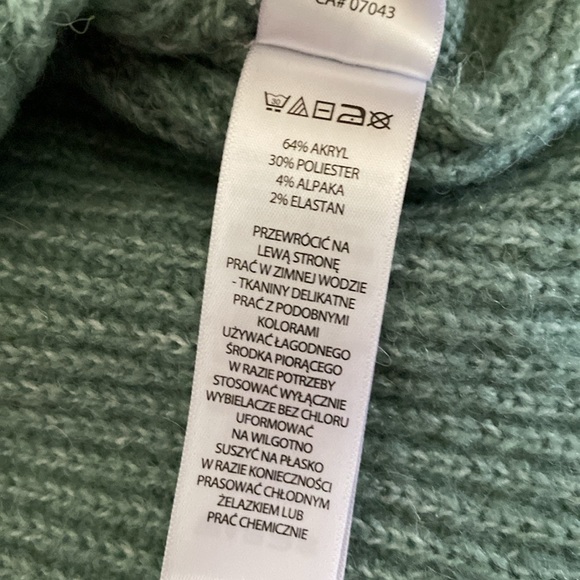 CA# 07043
30
64% AKRYL
30% POLIESTER
4% ALPAKA
2% ELASTAN
PRZEWRÓCIĆ NA
LEWĄ STRONĘ
PRAĆ W ZIMNEJ WODZIE
- TKANINY DELIKATNE
PRAĆ Z PODOBNYMI
KOLORAMI
UŻYWAĆ ŁAGODNEGO
ŚRODKA PIORĄCEGO
W RAZIE POTRZEBY
STOSOWAĆ WYŁĄCZNIE
WYBIELACZE BEZ CHLORU
UFORMOWAĆ
NA WILGOTNO
SUSZYĆ NA PŁASKO
W RAZIE KONIECZNOŚCI
PRASOWAĆ CHŁODNYM
ŻELAZKIEM LUB
PRAĆ CHEMICZNIE